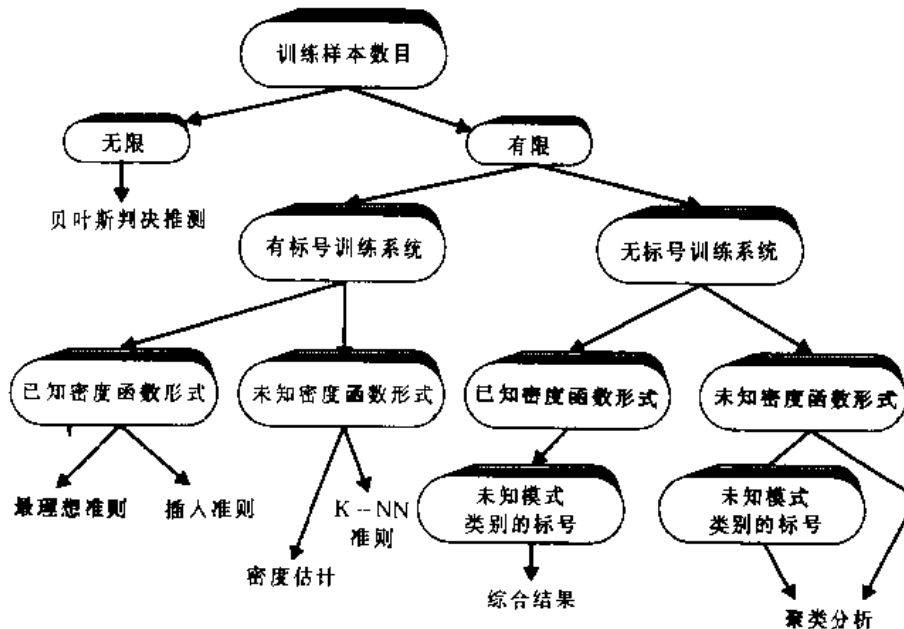 训练样本数目
无限
有限
贝叶斯判决推测
有标号训练系统
无标号训练系统
已知密度函数形式
未知密度函数形式
已知密度函数形式
未知密度函数形式
最理想准则
插入准则
K--NN
准则
密度估计
未知模式
类别的标号
未知模式
类别的标号
综合结果
聚类分析